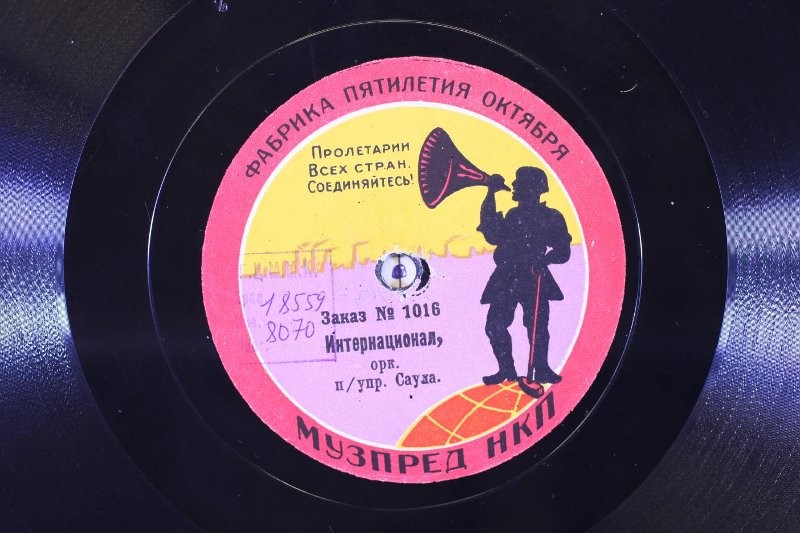 ФАБРИКА ПЯТИЛЕТИЯ ОКТЯБРЯ
ПРОЛЕТАРИИ
ВСЕХ СТРАН.
СОЕДИНЯЙТЕСЬ!
18559
8070
Заказ № 1016
Интернационал,
орк.
п/упр. Саула.
МУЗПРЕД НКП